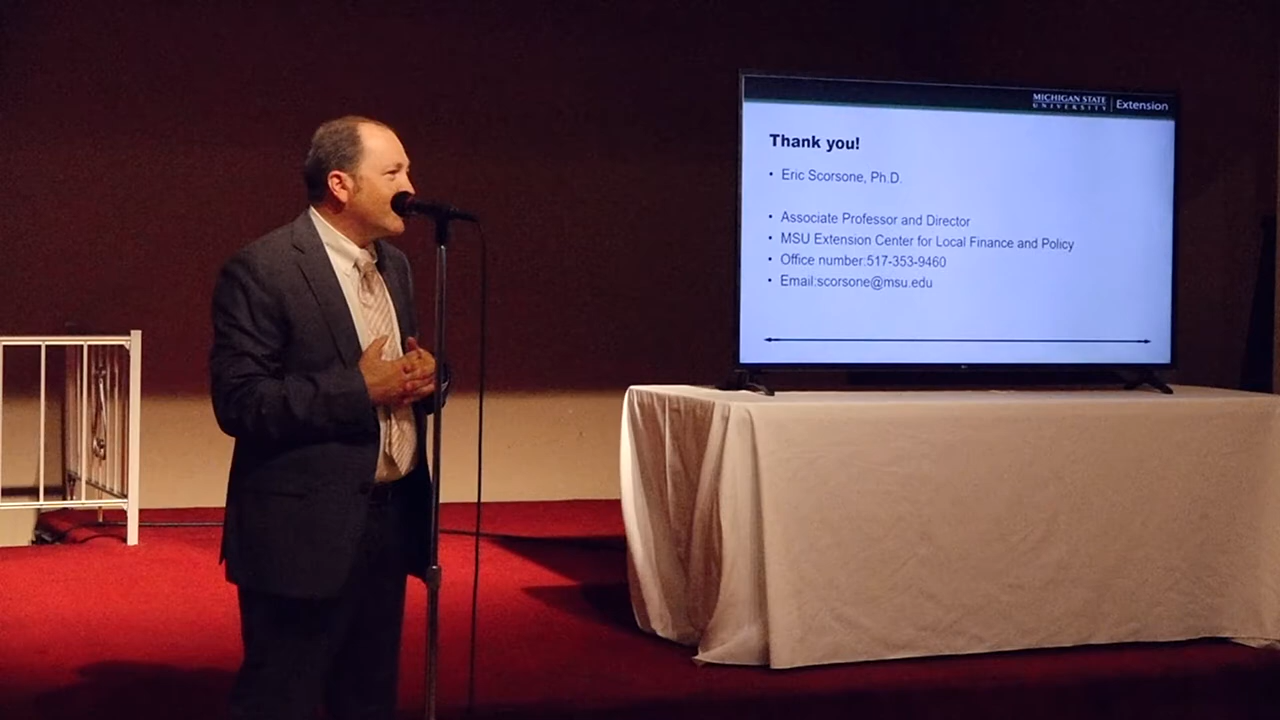 MICHIGAN STATE
UNIVERSITY
Extension
Thank you!
• Eric Scorsone, Ph.D.
• Associate Professor and Director
• MSU Extension Center for Local Finance and Policy
• Office number:517-353-9460
• Email:scorsone@msu.edu